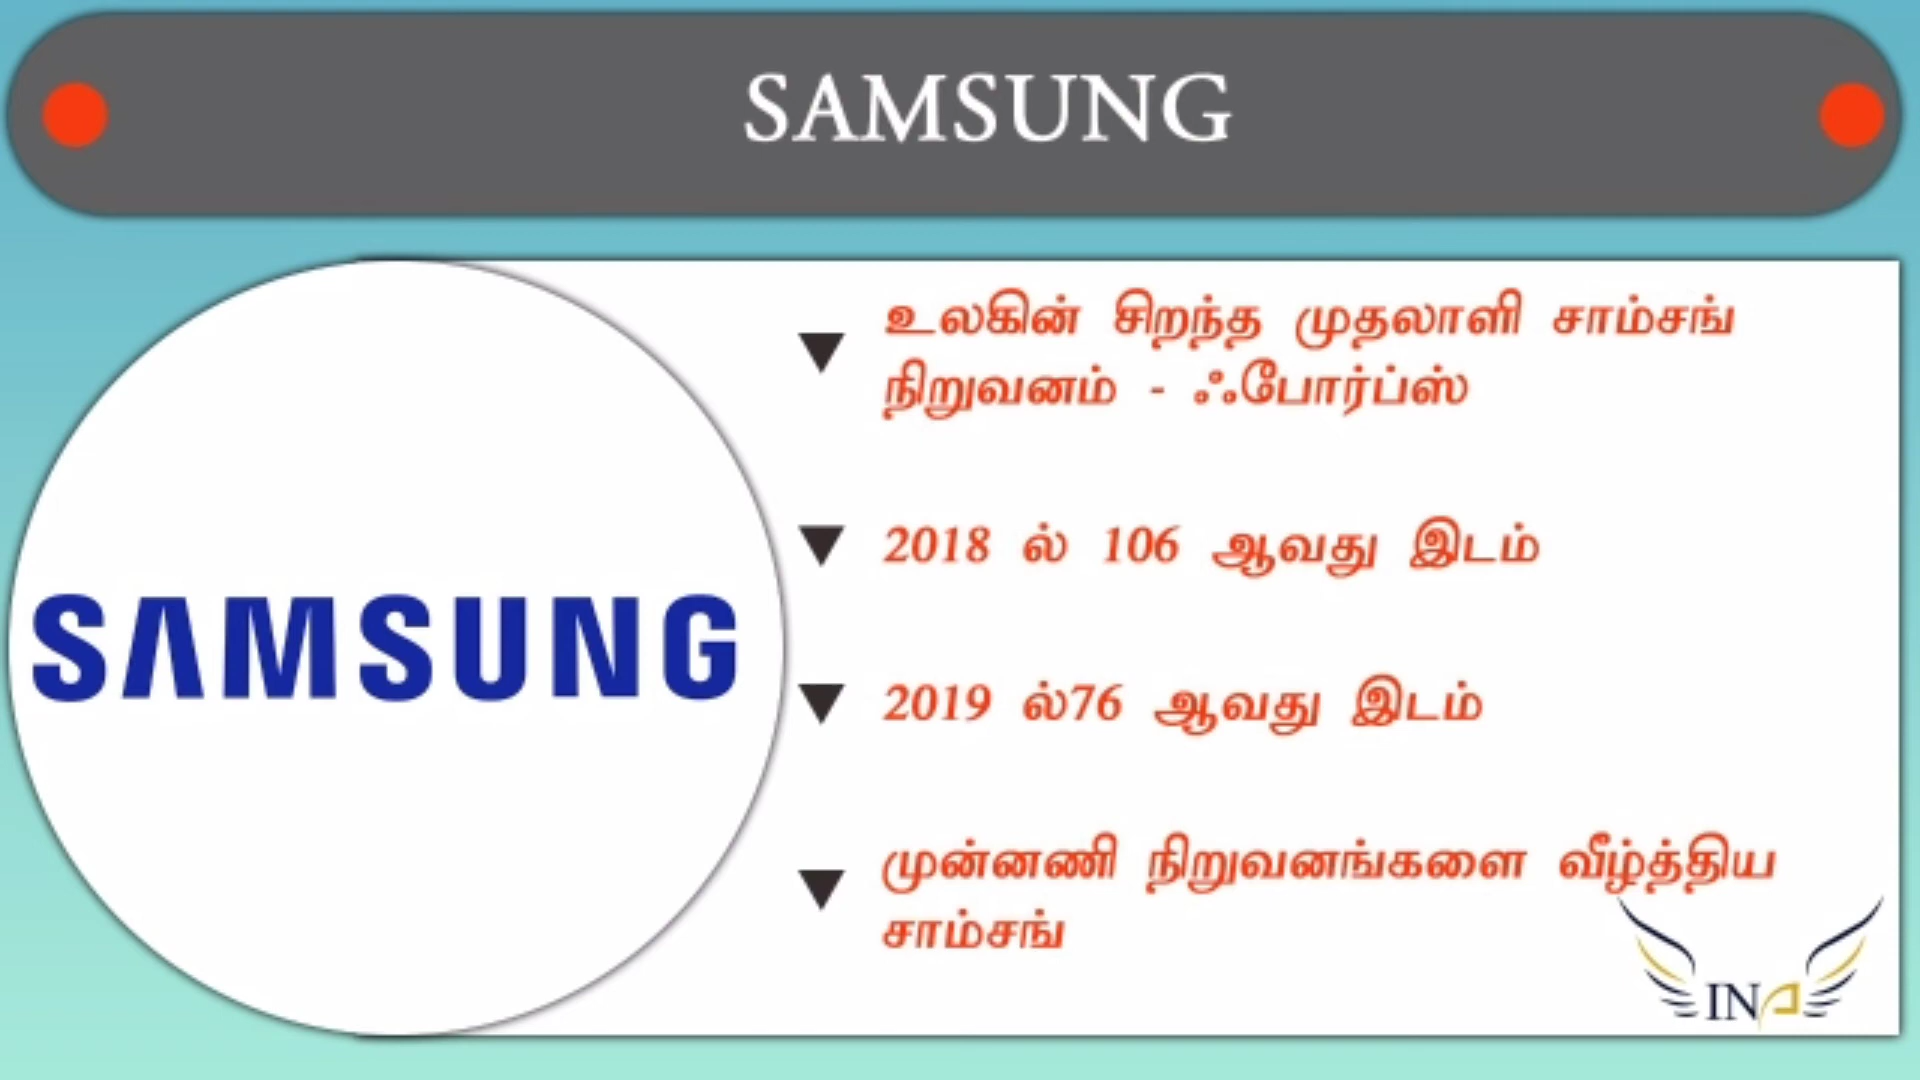 SAMSUNG
SAMSUNG
உலகின் சிறந்த முதலாளி சாம்சங்
நிறுவனம் - ஃபோர்ப்ஸ்
2018 ல் 106 ஆவது இடம்
2019 ல்76 ஆவது இடம்
முன்னணி நிறுவனங்களை வீழ்த்திய
சாம்சங்
INA